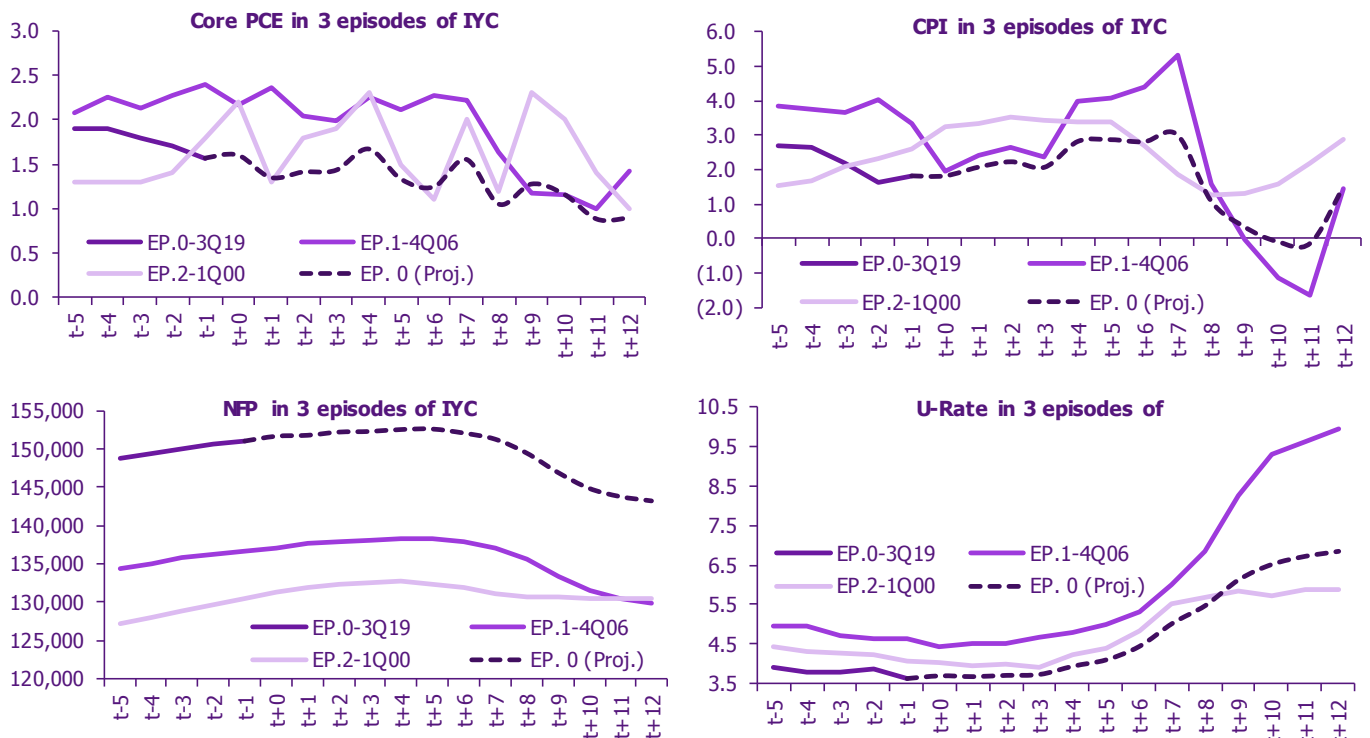 Core PCE in 3 episodes of IYC
3.0
2.5
2.0
1.5
1.0
0.5
0.0
EP.0-3Q19
EP.1-4Q06
EP.2-1Q00
EP. 0 (Proj.)
t-5
t-4
t-3
t-2
t-1
t+0
t+1
t+2
t+3
t+4
t+5
t+6
t+7
t+8
t+9
t+10
t+11
t+12
CPI in 3 episodes of IYC
6.0
5.0
4.0
3.0
2.0
1.0
0.0
(1.0)
(2.0)
EP.0-3Q19
EP.1-4Q06
EP.2-1Q00
EP. 0 (Proj.)
t-5
t-4
t-3
t-2
t-1
t+0
t+1
t+2
t+3
t+4
t+5
t+6
t+7
t+8
t+9
t+10
t+11
t+12
NFP in 3 episodes of IYC
155,000
150,000
145,000
140,000
135,000
130,000
125,000
120,000
EP.0-3Q19
EP.1-4Q06
EP.2-1Q00
EP. 0 (Proj.)
t-5
t-4
t-3
t-2
t-1
t+0
t+1
t+2
t+3
t+4
t+5
t+6
t+7
t+8
t+9
t+10
t+11
t+12
U-Rate in 3 episodes of
10.5
9.5
8.5
7.5
6.5
5.5
4.5
3.5
EP.0-3Q19
EP.1-4Q06
EP.2-1Q00
EP. 0 (Proj.)
t-5
t-4
t-3
t-2
t-1
t+0
t+1
t+2
t+3
t+4
t+5
t+6
t+7
t+8
t+9
t+10
t+11
t+12